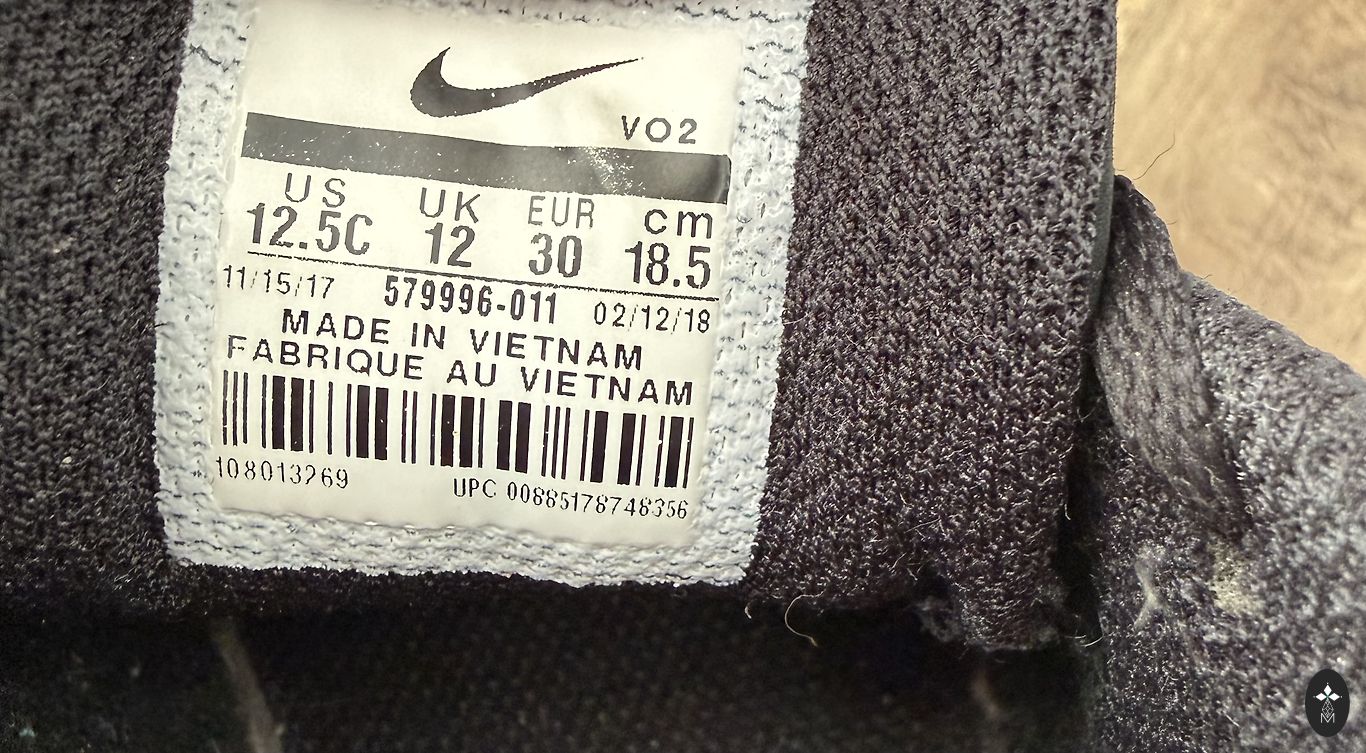 VO2
US UK EUR cm
12.5C 12 30 18.5
11/15/17 579996-011 02/12/18
MADE IN VIETNAM
FABRIQUE AU VIETNAM
108013269 UPC 00885178748356